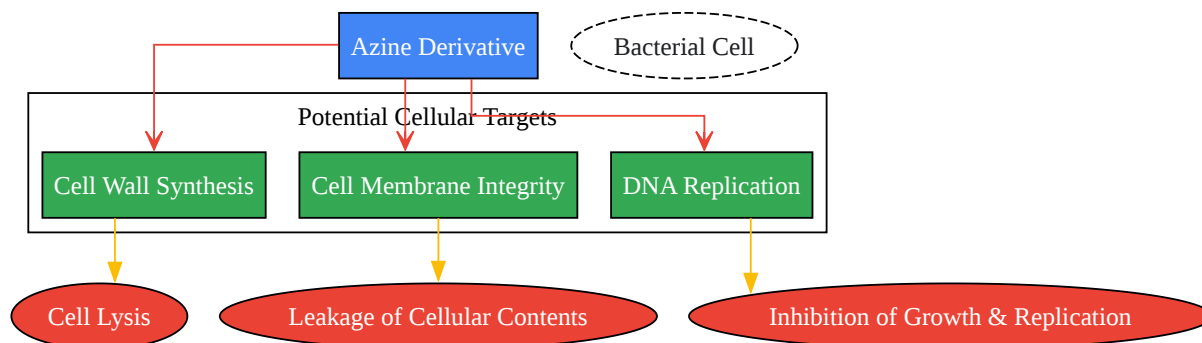 Azine Derivative
Bacterial Cell
Potential Cellular Targets
Cell Wall Synthesis
Cell Membrane Integrity
DNA Replication
Cell Lysis
Leakage of Cellular Contents
Inhibition of Growth & Replication